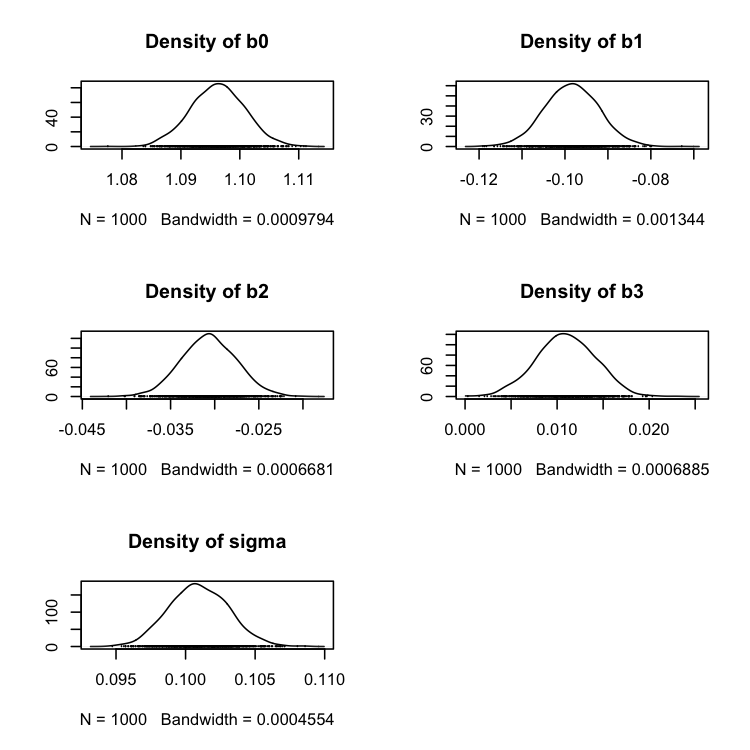 Density of b0
0 40
1.08 1.09 1.10 1.11
N = 1000 Bandwidth = 0.0009794
Density of b1
0 30
-0.12 -0.10 -0.08
N = 1000 Bandwidth = 0.001344
Density of b2
0 60
-0.045 -0.035 -0.025
N = 1000 Bandwidth = 0.0006681
Density of b3
0 60
0.000 0.010 0.020
N = 1000 Bandwidth = 0.0006885
Density of sigma
0 100
0.095 0.100 0.105 0.110
N = 1000 Bandwidth = 0.0004554